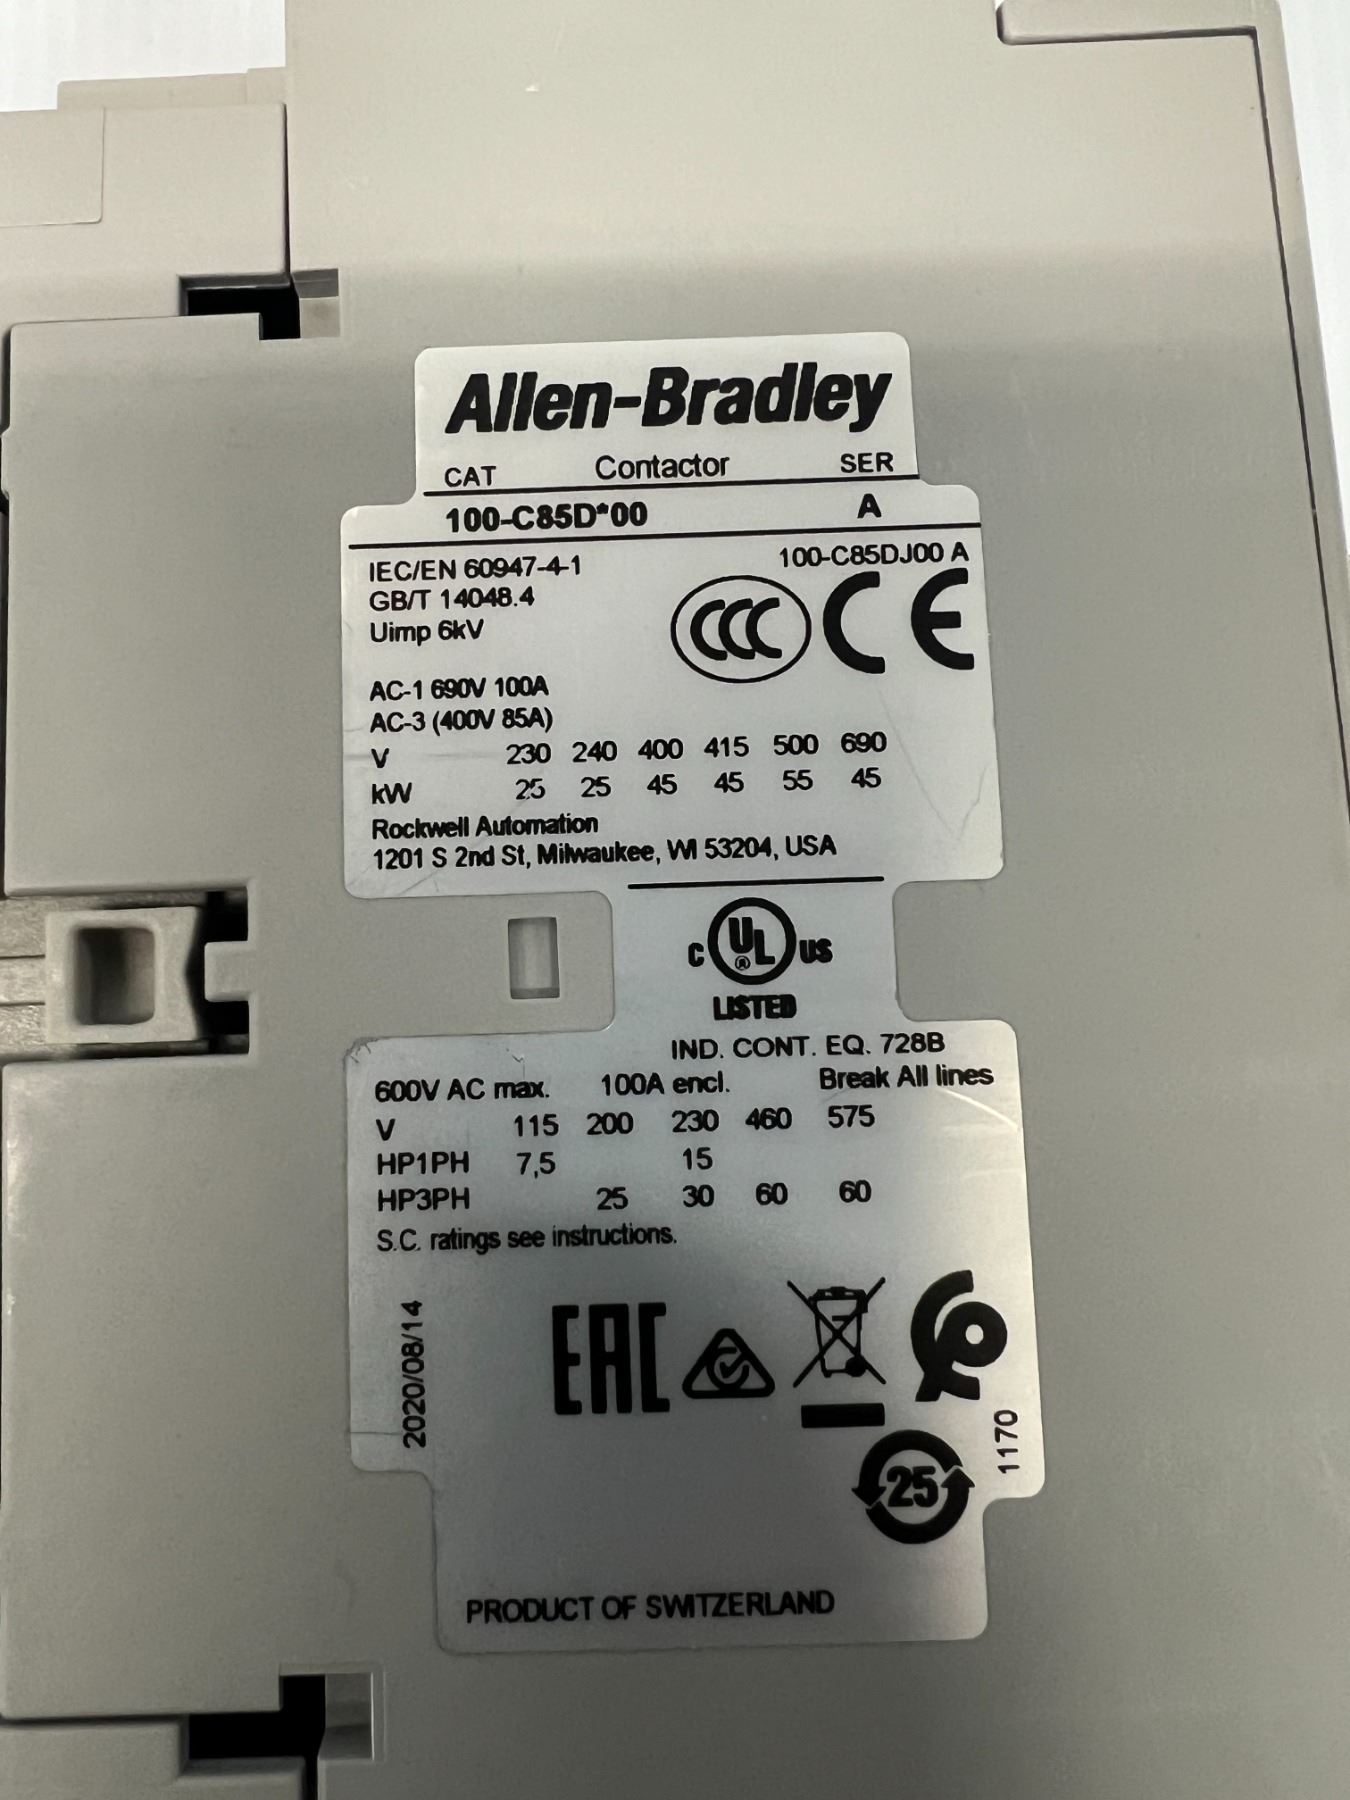 Allen-Bradley
CAT Contactor SER
100-C85D*00 A
IEC/EN 60947-4-1 100-C85DJ00 A
GB/T 14048.4
Uimp 6kV
CCC CE
AC-1 690V 100A
AC-3 (400V 85A)
V 230 240 400 415 500 690
kW 25 25 45 45 55 45
Rockwell Automation
1201 S 2nd St, Milwaukee, WI 53204, USA
C UL ® US
LISTED
IND. CONT. EQ. 728B
600V AC max. 100A encl. Break All lines
V 115 200 230 460 575
HP1PH 7,5 15
HP3PH 25 30 60 60
S.C. ratings see instructions.
2020/08/14
EAC
1170
25
PRODUCT OF SWITZERLAND